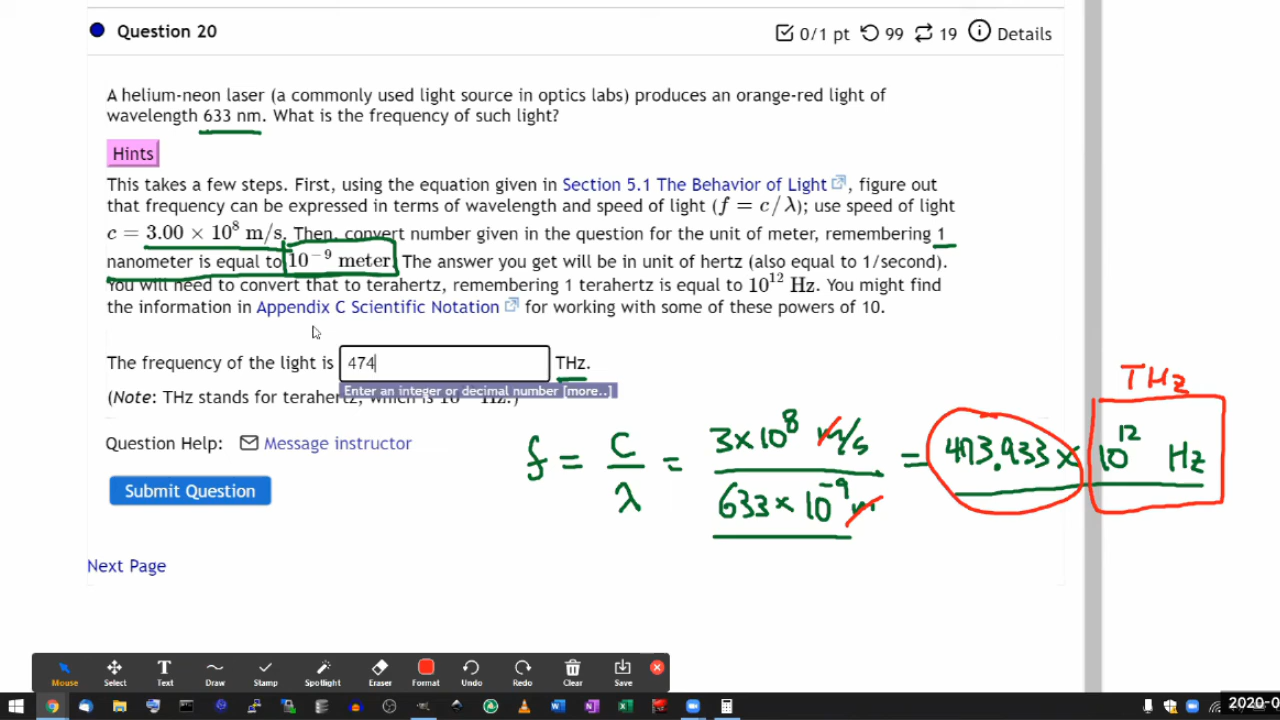 Question 20
0/1 pt 99 19 Details
A helium-neon laser (a commonly used light source in optics labs) produces an orange-red light of
wavelength 633 nm. What is the frequency of such light?
Hints
This takes a few steps. First, using the equation given in Section 5.1 The Behavior of Light, figure out
that frequency can be expressed in terms of wavelength and speed of light (f = c/λ); use speed of light
c = 3.00 × 10⁸ m/s. Then, convert number given in the question for the unit of meter, remembering 1
nanometer is equal to 10⁻⁹ meter. The answer you get will be in unit of hertz (also equal to 1/second).
You will need to convert that to terahertz, remembering 1 terahertz is equal to 10¹² Hz. You might find
the information in Appendix C Scientific Notation for working with some of these powers of 10.
The frequency of the light is 474 THz.
Enter an integer or decimal number [more..]
(Note: THz stands for terahertz, which is 10 Hz.)
THz
Question Help: Message instructor
f = c/λ = 3×10⁸ m/s / 633×10⁻⁹ m = 473.933 × 10¹² Hz
Submit Question
Next Page
Mouse Select Text Draw Stamp Spotlight Eraser Format Undo Redo Clear Save
2020-0